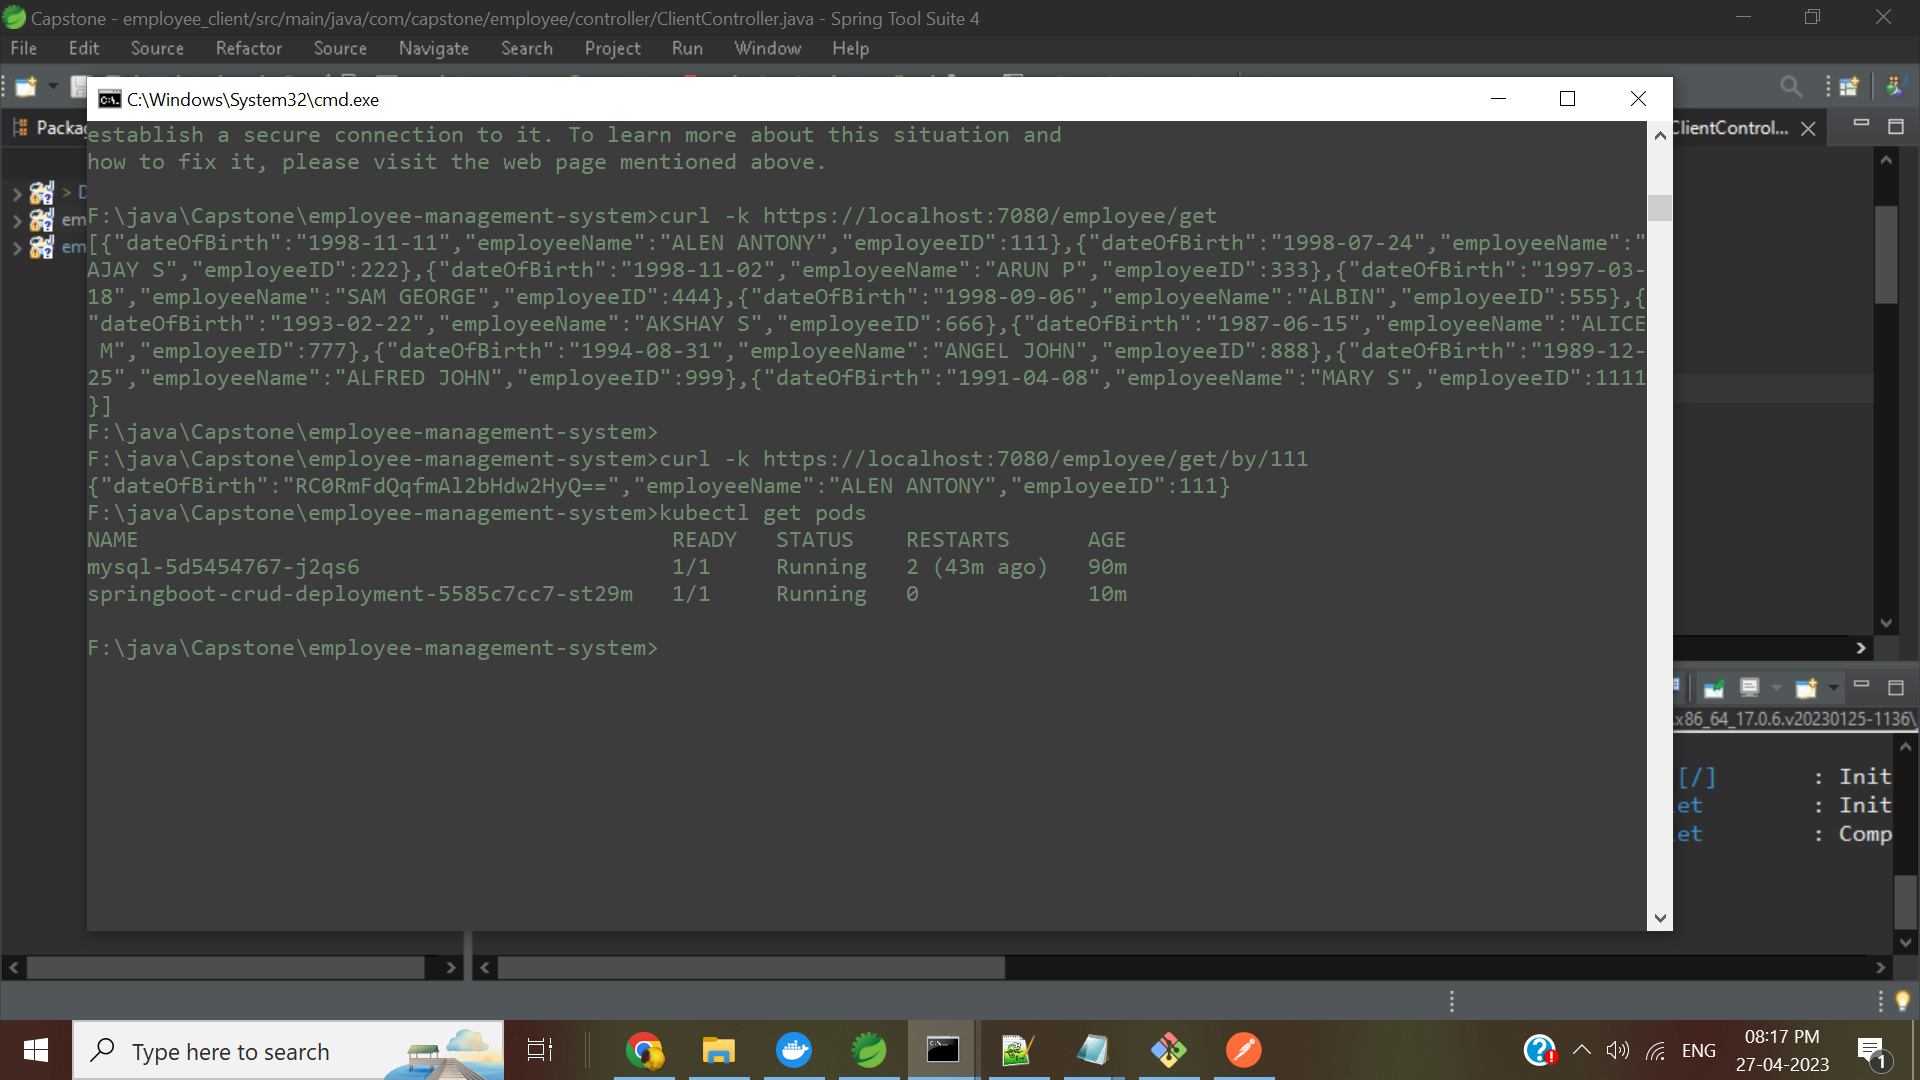 Capstone - employee_client/src/main/java/com/capstone/employee/controller/ClientController.java - Spring Tool Suite 4
File Edit Source Refactor Source Navigate Search Project Run Window Help
C:\Windows\System32\cmd.exe
Packa
ClientControl...
establish a secure connection to it. To learn more about this situation and
how to fix it, please visit the web page mentioned above.
> D
em
em
F:\java\Capstone\employee-management-system>curl -k https://localhost:7080/employee/get
[{"dateOfBirth":"1998-11-11","employeeName":"ALEN ANTONY","employeeID":111},{"dateOfBirth":"1998-07-24","employeeName":"
AJAY S","employeeID":222},{"dateOfBirth":"1998-11-02","employeeName":"ARUN P","employeeID":333},{"dateOfBirth":"1997-03-
18","employeeName":"SAM GEORGE","employeeID":444},{"dateOfBirth":"1998-09-06","employeeName":"ALBIN","employeeID":555},{
"dateOfBirth":"1993-02-22","employeeName":"AKSHAY S","employeeID":666},{"dateOfBirth":"1987-06-15","employeeName":"ALICE
 M","employeeID":777},{"dateOfBirth":"1994-08-31","employeeName":"ANGEL JOHN","employeeID":888},{"dateOfBirth":"1989-12-
25","employeeName":"ALFRED JOHN","employeeID":999},{"dateOfBirth":"1991-04-08","employeeName":"MARY S","employeeID":1111
}]
F:\java\Capstone\employee-management-system>
F:\java\Capstone\employee-management-system>curl -k https://localhost:7080/employee/get/by/111
{"dateOfBirth":"RC0RmFdQqfmAl2bHdw2HyQ==","employeeName":"ALEN ANTONY","employeeID":111}
F:\java\Capstone\employee-management-system>kubectl get pods
NAME READY STATUS RESTARTS AGE
mysql-5d5454767-j2qs6 1/1 Running 2 (43m ago) 90m
springboot-crud-deployment-5585c7cc7-st29m 1/1 Running 0 10m
F:\java\Capstone\employee-management-system>
.x86_64_17.0.6.v20230125-1136\
[/] : Init
et : Init
et : Comp
Type here to search
ENG
08:17 PM
27-04-2023
1